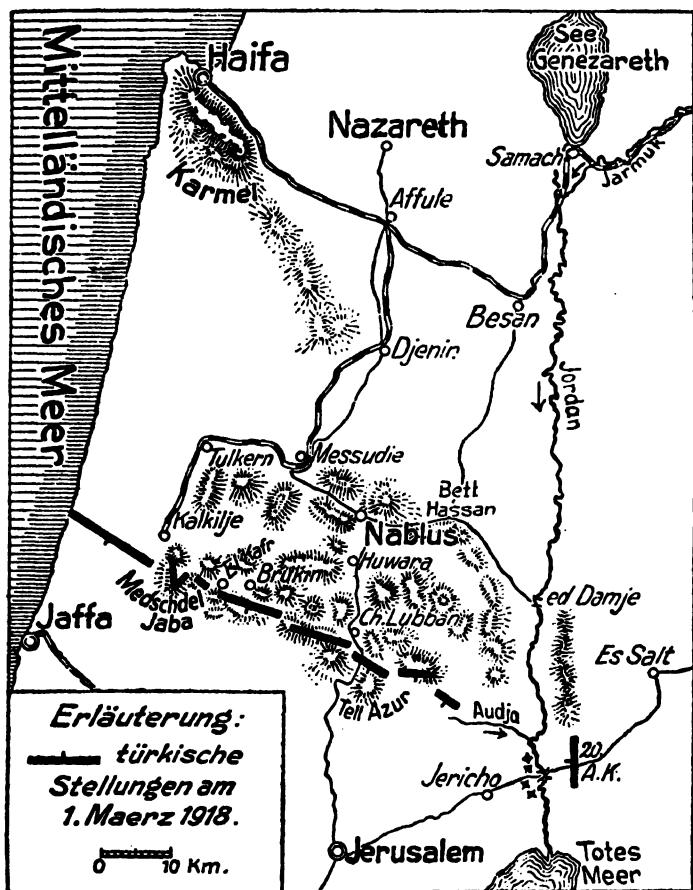 Mittelländisches Meer
Haifa
See
Genezareth
Nazareth
Samach
Jarmuk
Karmel
Affule
Besan
Djenin
Jordan
Tulkern
Messudie
Bett
Hassan
Kalkilje
Nablus
El Kafr
Brukin
Huwara
Medschdel
Jaba
ed Damje
Jaffa
Ch. Lubban
Es Salt
Tell Azur
Audja
Erläuterung:
türkische
Stellungen am
1. Maerz 1918.
0 10 Km.
20.
A.K.
Jericho
Jerusalem
Totes
Meer